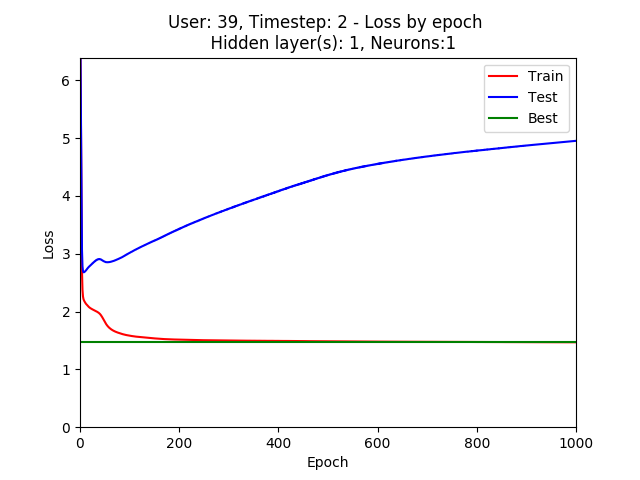 User: 39, Timestep: 2 - Loss by epoch
Hidden layer(s): 1, Neurons:1
Train
Test
Best
6
5
4
3
2
1
0
Loss
0 200 400 600 800 1000
Epoch